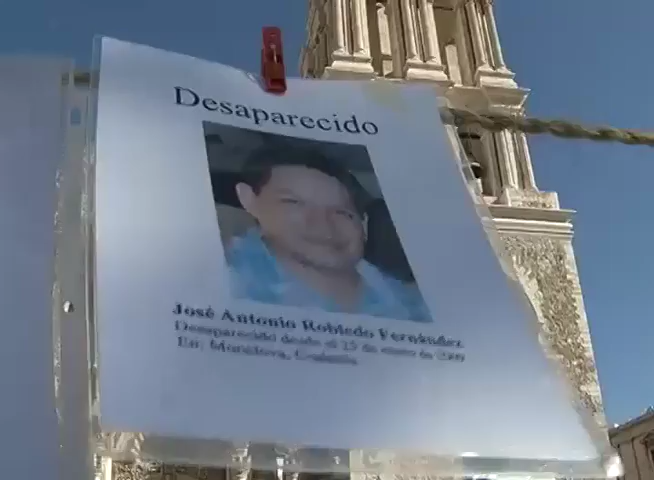 Desaparecido
José Antonio Robledo Fernández
Desaparecido desde el 25 de enero de 2009
En: Monclova, Coahuila